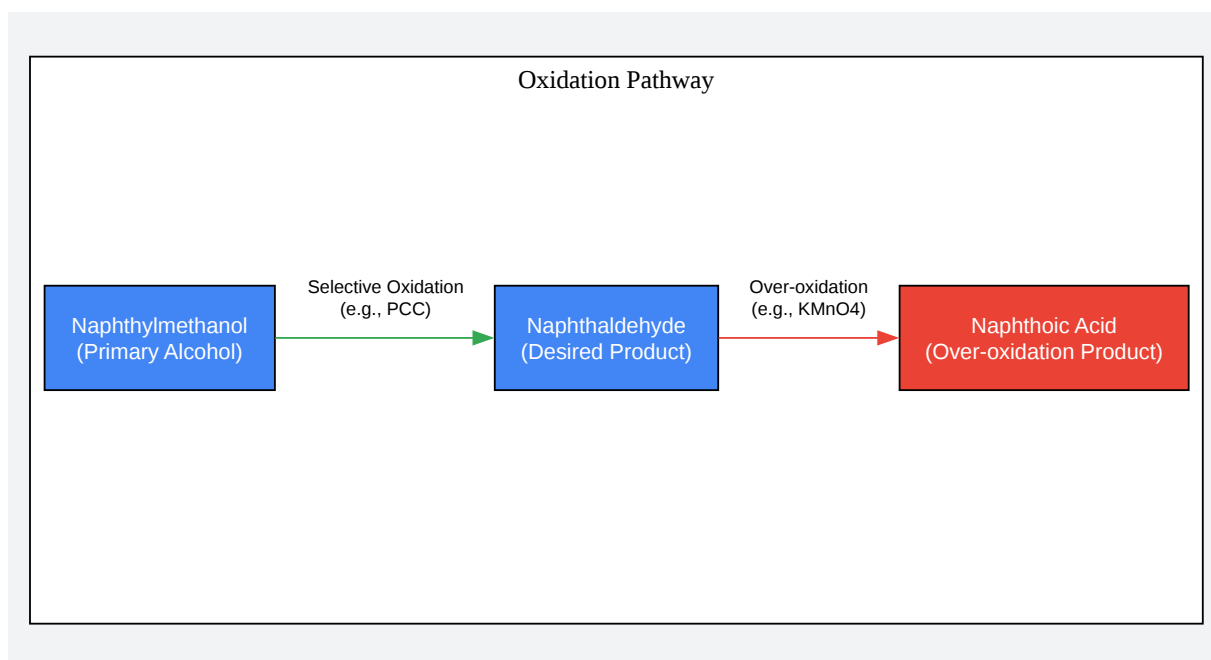 Oxidation Pathway
Selective Oxidation
(e.g., PCC)
Over-oxidation
(e.g., KMnO4)
Naphthylmethanol
(Primary Alcohol)
Naphthaldehyde
(Desired Product)
Naphthoic Acid
(Over-oxidation Product)